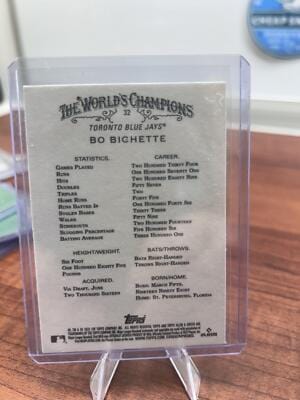 THE WORLD'S CHAMPIONS
32
TORONTO BLUE JAYS®
BO BICHETTE
STATISTICS.
CAREER.
GAMES PLAYED
TWO HUNDRED THIRTY FOUR
RUNS
ONE HUNDRED SEVENTY ONE
HITS
TWO HUNDRED EIGHTY NINE
DOUBLES
FIFTY SEVEN
TRIPLES
TWO
HOME RUNS
FORTY FIVE
RUNS BATTED IN
ONE HUNDRED FORTY SIX
STOLEN BASES
THIRTY THREE
WALKS
FIFTY NINE
STRIKEOUTS
TWO HUNDRED FOURTEEN
SLUGGING PERCENTAGE
FIVE HUNDRED SIX
BATTING AVERAGE
THREE HUNDRED ONE
HEIGHT/WEIGHT.
BATS/THROWS.
SIX FOOT
BATS RIGHT-HANDED
ONE HUNDRED EIGHTY FIVE
THROWS RIGHT-HANDED
POUNDS
ACQUIRED.
BORN/HOME.
VIA DRAFT, JUNE
BORN: MARCH FIFTH,
TWO THOUSAND SIXTEEN
NINETEEN NINETY EIGHT
HOME: ST. PETERSBURG, FLORIDA
Topps